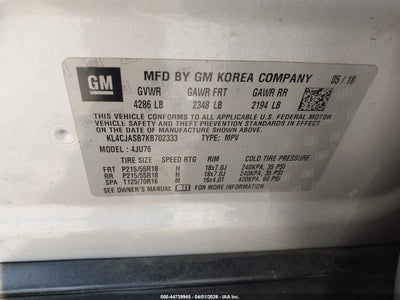 GM
MFD BY GM KOREA COMPANY 05/18
GVWR GAWR FRT GAWR RR
4286 LB 2348 LB 2194 LB
THIS VEHICLE CONFORMS TO ALL APPLICABLE U.S. FEDERAL MOTOR
VEHICLE SAFETY, BUMPER, AND THEFT PREVENTION STANDARDS IN
EFFECT ON THE DATE OF MANUFACTURE SHOWN ABOVE.
KL4CJASB7KB702333 TYPE: MPV
MODEL: 4JU76
TIRE SIZE SPEED RTG RIM COLD TIRE PRESSURE
FRT P215/55R18 H 18x7.0J 240KPA, 35 PSI
RR P215/55R18 H 18x7.0J 240KPA, 35 PSI
SPA T125/70R16 M 16x4.0T 420KPA, 60 PSI
SEE OWNER'S MANUAL FOR ADDITIONAL INFORMATION.
000-44739945 - 04/01/2026 - IAA, Inc.